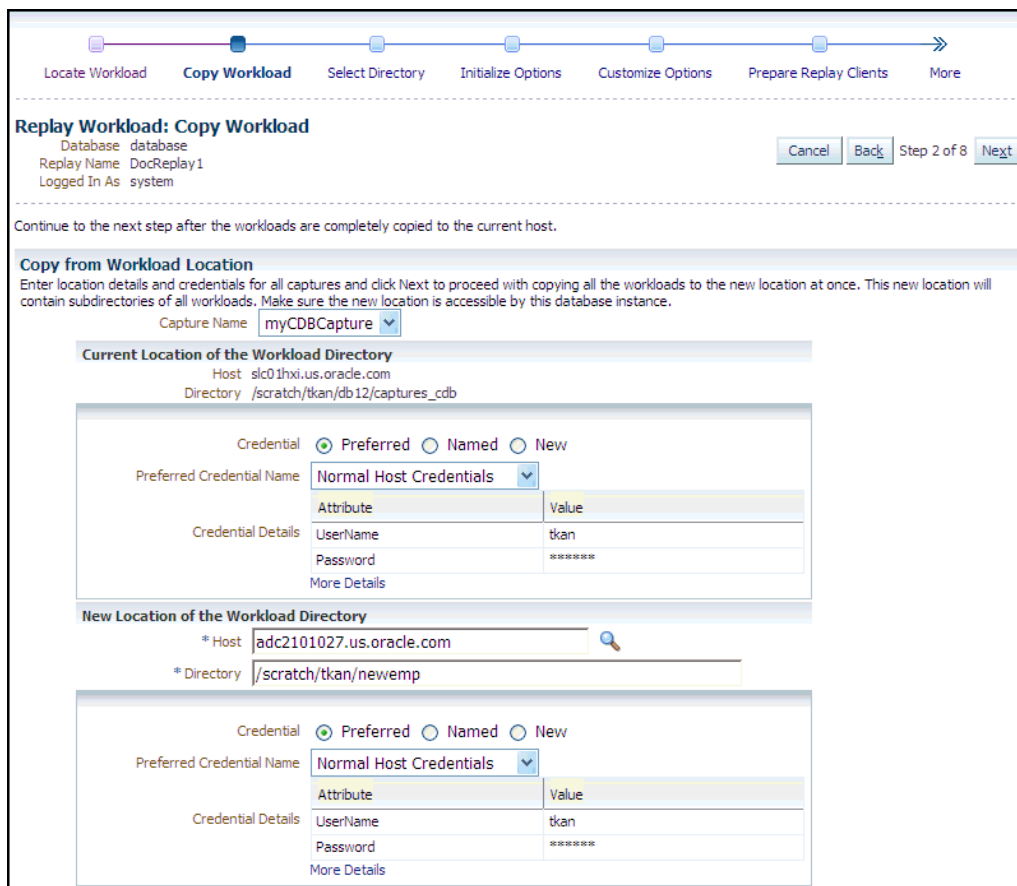 Locate Workload Copy Workload Select Directory Initialize Options Customize Options Prepare Replay Clients More
Replay Workload: Copy Workload
Database database
Replay Name DocReplay1
Logged In As system
Cancel Back Step 2 of 8 Next
Continue to the next step after the workloads are completely copied to the current host.
Copy from Workload Location
Enter location details and credentials for all captures and click Next to proceed with copying all the workloads to the new location at once. This new location will
contain subdirectories of all workloads. Make sure the new location is accessible by this database instance.
Capture Name myCDBCapture
Current Location of the Workload Directory
Host slc01hxi.us.oracle.com
Directory /scratch/tkan/db12/captures_cdb
Credential Preferred Named New
Preferred Credential Name Normal Host Credentials
Attribute Value
Credential Details UserName tkan
Password ******
More Details
New Location of the Workload Directory
* Host adc2101027.us.oracle.com
* Directory /scratch/tkan/newemp
Credential Preferred Named New
Preferred Credential Name Normal Host Credentials
Attribute Value
Credential Details UserName tkan
Password ******
More Details